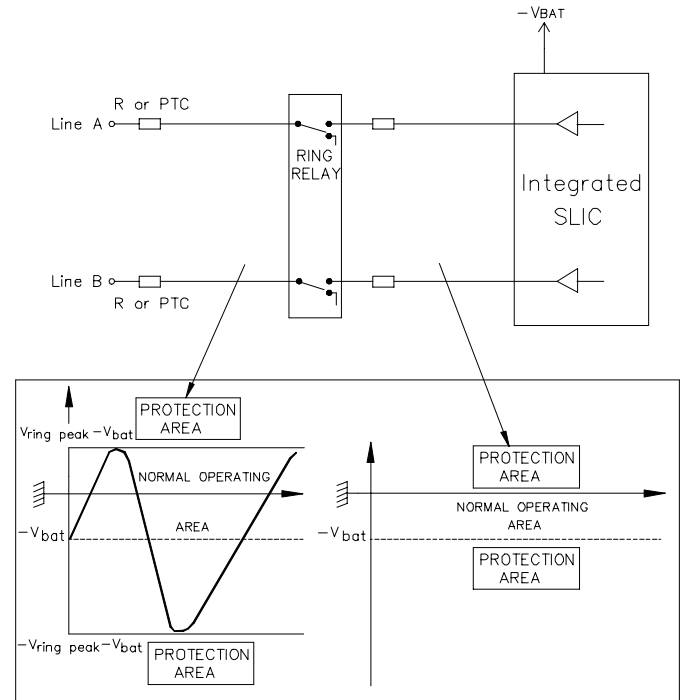 -VBAT
R or PTC
Line A
RING
RELAY
Integrated
SLIC
Line B
R or PTC
PROTECTION
AREA
Vring peak-Vbat
NORMAL OPERATING
AREA
-Vbat
-Vring peak-Vbat
PROTECTION
AREA
PROTECTION
AREA
NORMAL OPERATING
AREA
-Vbat
PROTECTION
AREA